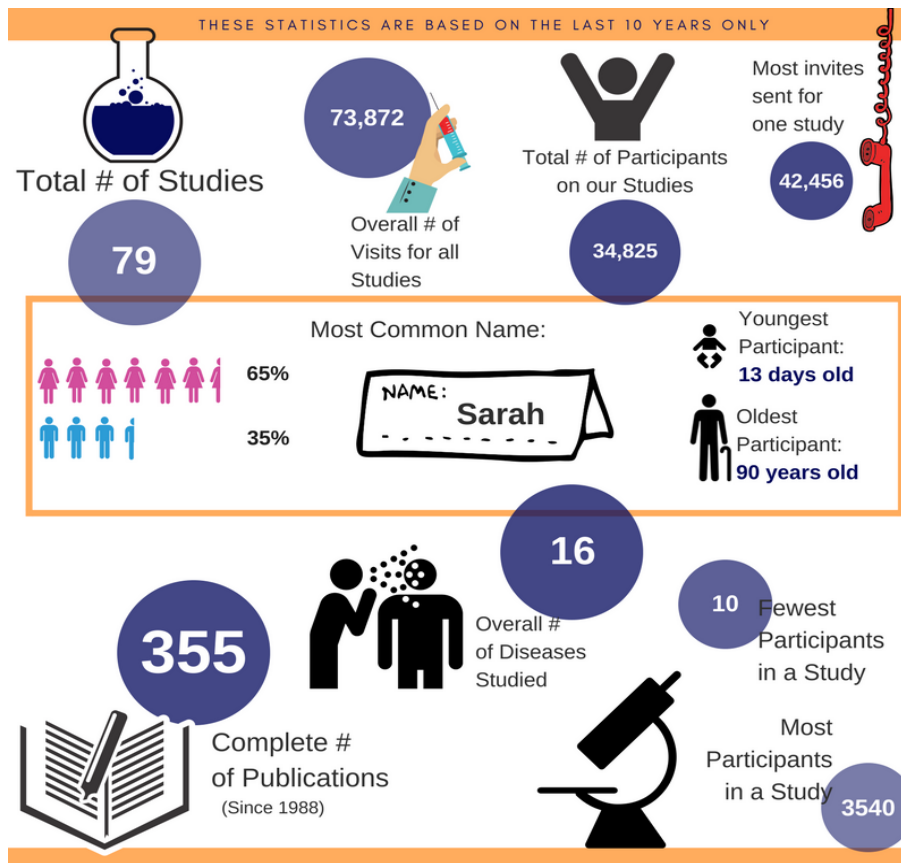 THESE STATISTICS ARE BASED ON THE LAST 10 YEARS ONLY
Total # of Studies
79
73,872
Overall # of
Visits for all
Studies
Total # of Participants
on our Studies
34,825
Most invites
sent for
one study
42,456
65%
35%
Most Common Name:
NAME:
Sarah
Youngest
Participant:
13 days old
Oldest
Participant:
90 years old
355
Complete #
of Publications
(Since 1988)
16
Overall #
of Diseases
Studied
10
Fewest
Participants
in a Study
Most
Participants
in a Study
3540